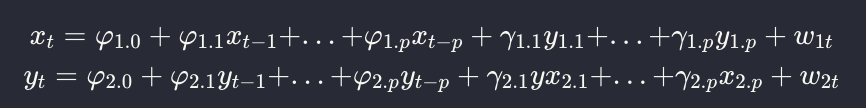 xₜ = φ₁.₀ + φ₁.₁xₜ₋₁+…+φ₁.ₚxₜ₋ₚ + γ₁.₁y₁.₁+…+γ₁.ₚy₁.ₚ + w₁ₜ
yₜ = φ₂.₀ + φ₂.₁yₜ₋₁+…+φ₂.ₚyₜ₋ₚ + γ₂.₁yx₂.₁+…+γ₂.ₚx₂.ₚ + w₂ₜ